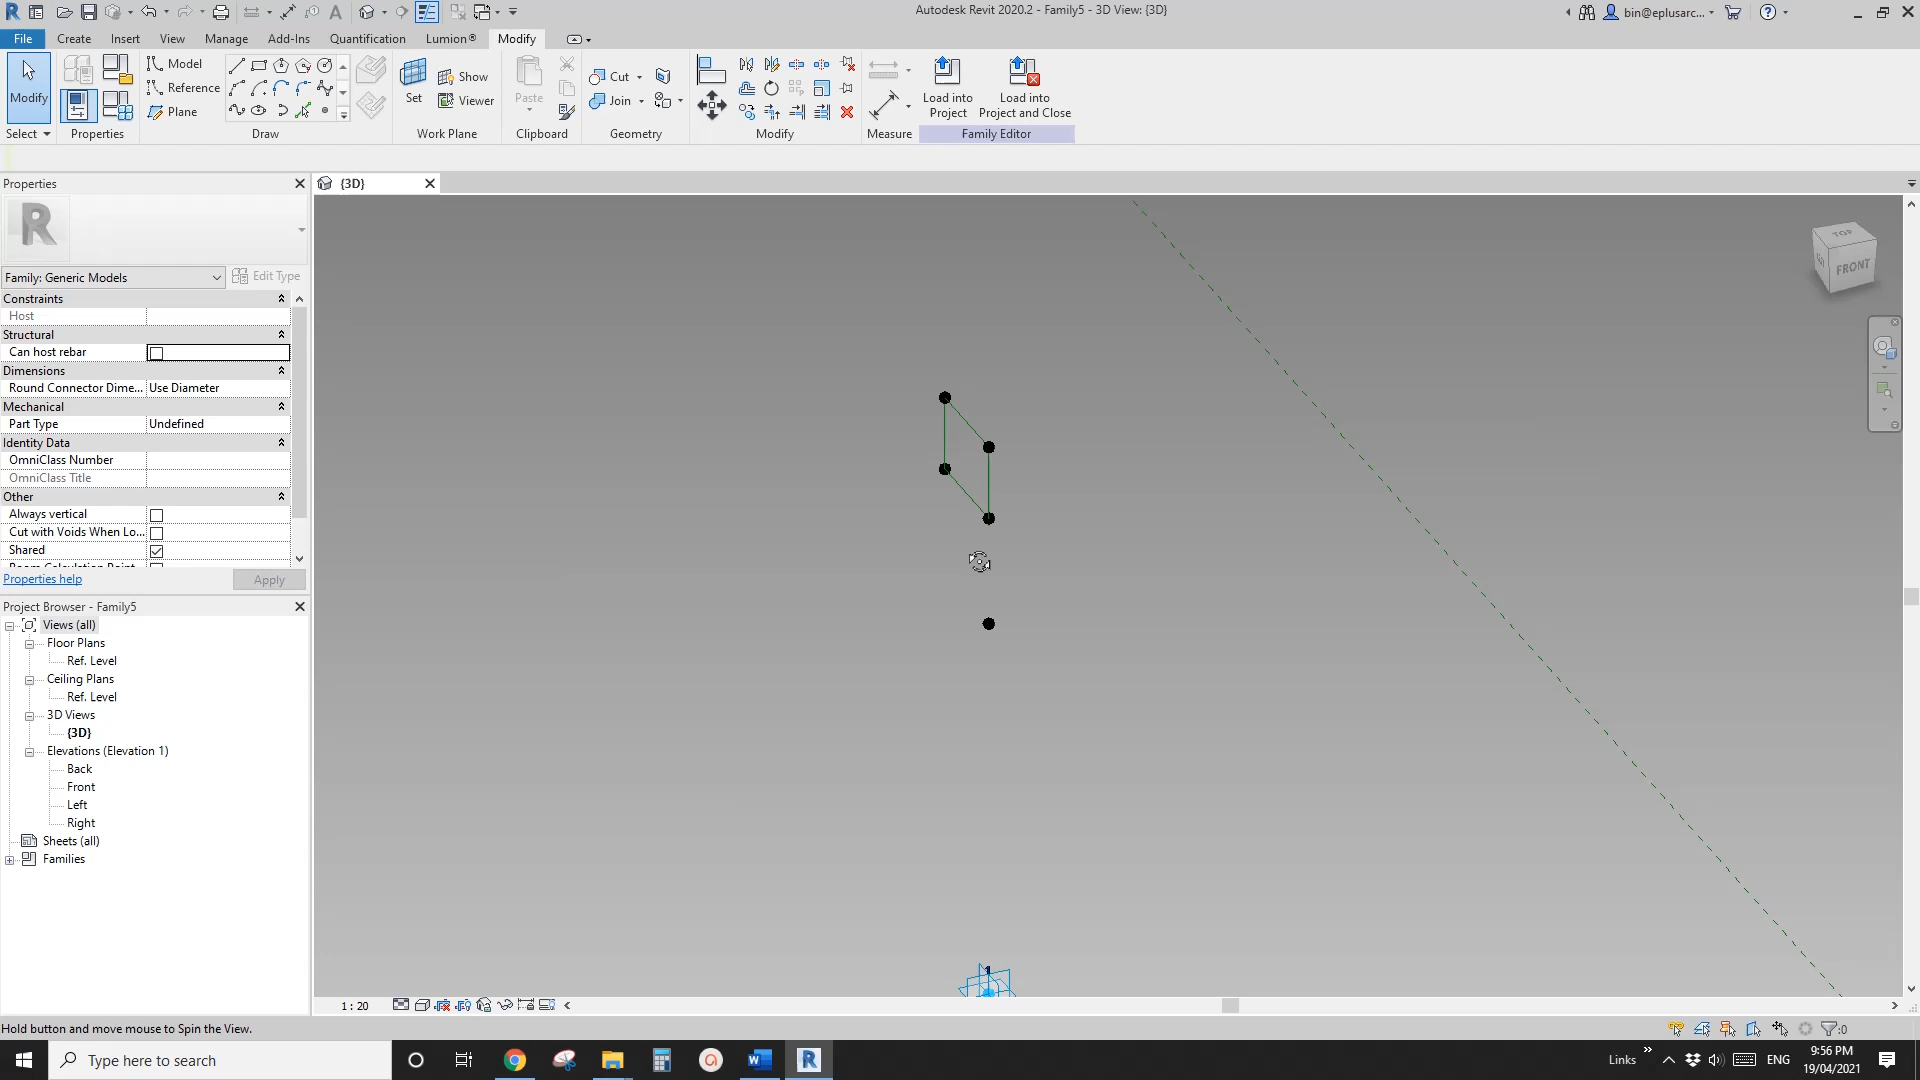 Autodesk Revit 2020.2 - Family5 - 3D View: {3D}
bin@eplusarc...
File
Create
Insert
View
Manage
Add-Ins
Quantification
Lumion®
Modify
Modify
Select
Properties
Model
Reference
Plane
Draw
Set
Show
Viewer
Work Plane
Paste
Clipboard
Cut
Join
Geometry
Modify
Measure
Load into
Project
Load into
Project and Close
Family Editor
Properties
{3D}
R
Family: Generic Models
Edit Type
Constraints
Host
Structural
Can host rebar
Dimensions
Round Connector Dime... Use Diameter
Mechanical
Part Type Undefined
Identity Data
OmniClass Number
OmniClass Title
Other
Always vertical
Cut with Voids When Lo...
Shared
Properties help
Apply
Project Browser - Family5
Views (all)
Floor Plans
Ref. Level
Ceiling Plans
Ref. Level
3D Views
{3D}
Elevations (Elevation 1)
Back
Front
Left
Right
Sheets (all)
Families
TOP
FRONT
1 : 20
Hold button and move mouse to Spin the View.
:0
Type here to search
Links
ENG
9:56 PM
19/04/2021